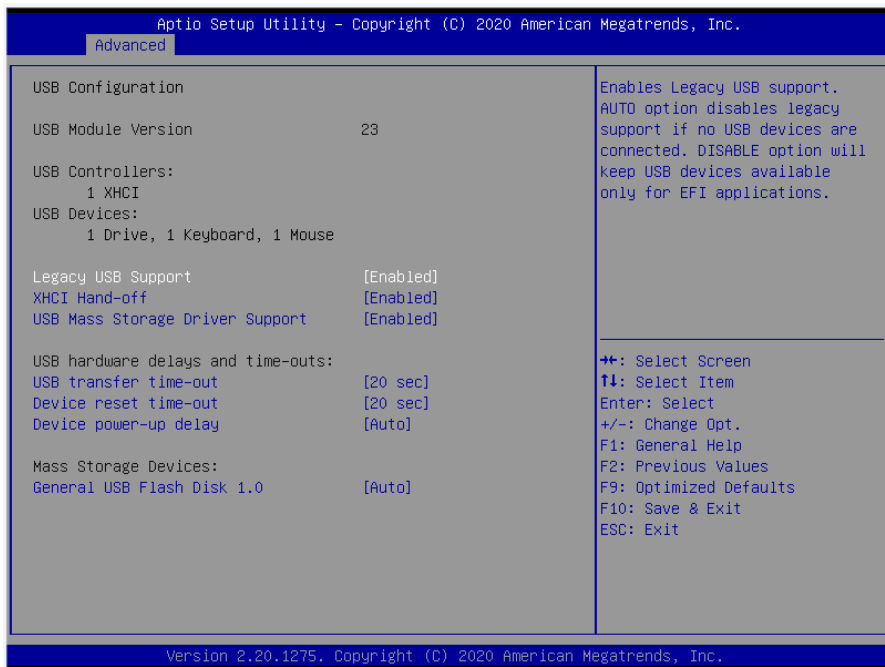 Aptio Setup Utility – Copyright (C) 2020 American Megatrends, Inc.
Advanced
USB Configuration
USB Module Version 23
USB Controllers:
1 XHCI
USB Devices:
1 Drive, 1 Keyboard, 1 Mouse
Legacy USB Support [Enabled]
XHCI Hand-off [Enabled]
USB Mass Storage Driver Support [Enabled]
USB hardware delays and time-outs:
USB transfer time-out [20 sec]
Device reset time-out [20 sec]
Device power-up delay [Auto]
Mass Storage Devices:
General USB Flash Disk 1.0 [Auto]
Enables Legacy USB support.
AUTO option disables legacy
support if no USB devices are
connected. DISABLE option will
keep USB devices available
only for EFI applications.
→←: Select Screen
↑↓: Select Item
Enter: Select
+/-: Change Opt.
F1: General Help
F2: Previous Values
F9: Optimized Defaults
F10: Save & Exit
ESC: Exit
Version 2.20.1275. Copyright (C) 2020 American Megatrends, Inc.